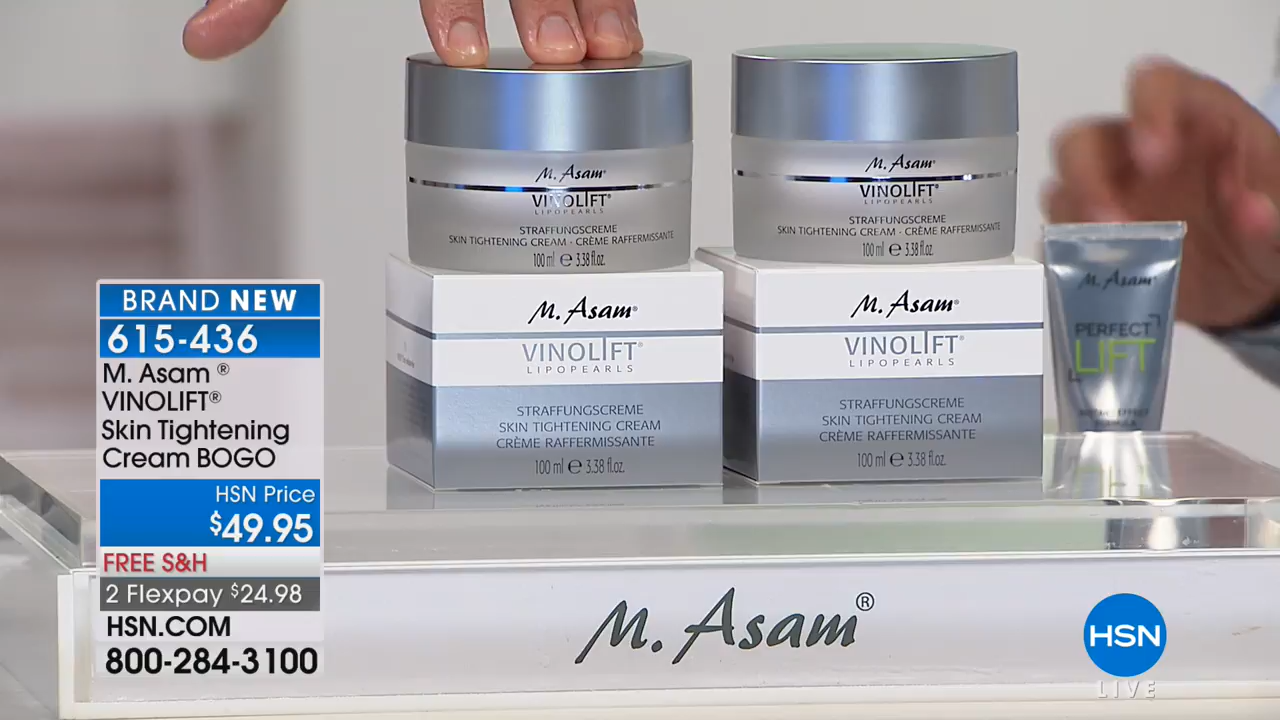 BRAND NEW
615-436
M. Asam ®
VINOLIFT®
Skin Tightening
Cream BOGO
HSN Price
$49.95
FREE S&H
2 Flexpay $24.98
HSN.COM
800-284-3100
M. Asam®
VINOLIFT®
LIPOPEARLS
STRAFFUNGSCREME
SKIN TIGHTENING CREAM - CRÈME RAFFERMISSANTE
100 ml ℮ 3.38 fl.oz.
M. Asam®
VINOLIFT®
LIPOPEARLS
STRAFFUNGSCREME
SKIN TIGHTENING CREAM - CRÈME RAFFERMISSANTE
100 ml ℮ 3.38 fl.oz.
M. Asam®
VINOLIFT®
LIPOPEARLS
STRAFFUNGSCREME
SKIN TIGHTENING CREAM
CRÈME RAFFERMISSANTE
100 ml ℮ 3.38 fl.oz.
M. Asam®
VINOLIFT®
LIPOPEARLS
STRAFFUNGSCREME
SKIN TIGHTENING CREAM
CRÈME RAFFERMISSANTE
100 ml ℮ 3.38 fl.oz.
M. Asam
PERFECT
LIFT
M. Asam®
HSN
LIVE